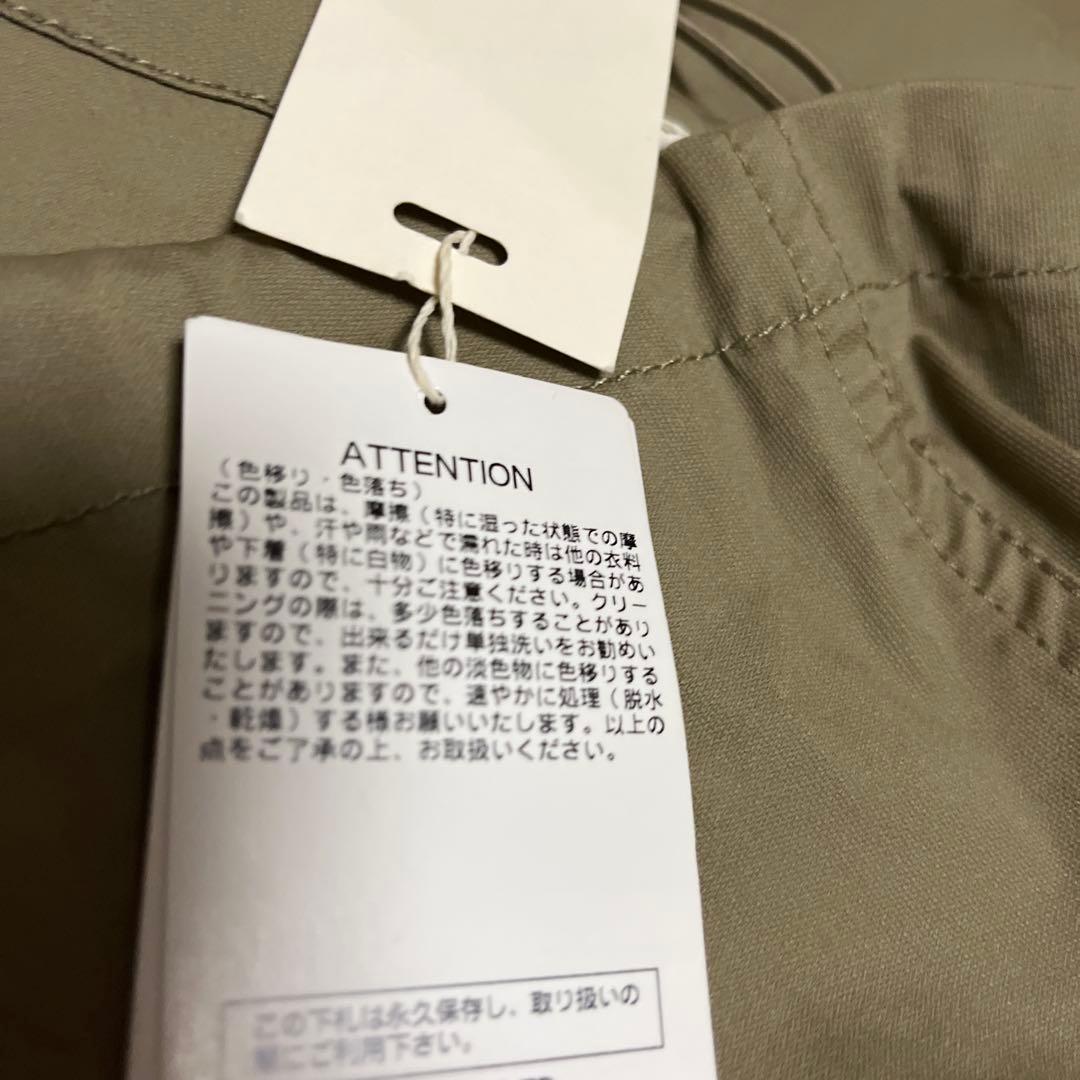 ATTENTION
（色移り・色落ち）
この製品は、摩擦（特に湿った状態での摩
擦）や、汗や雨などで濡れた時は他の衣料
や下着（特に白物）に色移りする場合があ
りますので、十分ご注意ください。クリー
ニングの際は、多少色落ちすることがあり
ますので、出来るだけ単独洗いをお勧めい
たします。また、他の淡色物に色移りする
ことがありますので、速やかに処理（脱水
・乾燥）する様お願いいたします。以上の
点をご了承の上、お取扱いください。
この下札は永久保存し、取り扱いの
際にご利用下さい。